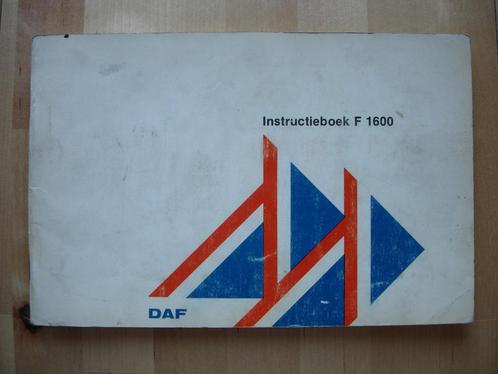 Instructieboek F 1600
DAF